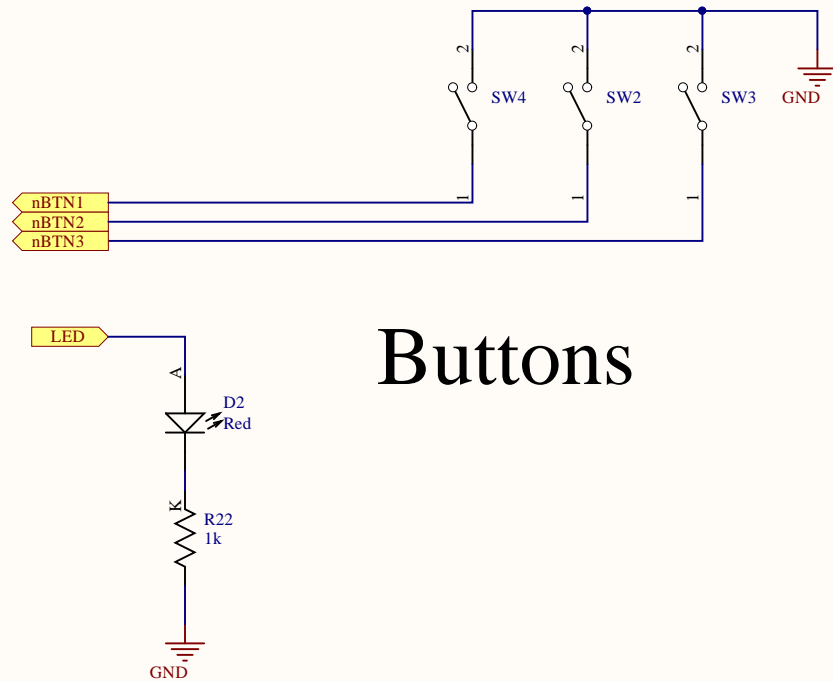 2
2
2
SW4
SW2
SW3
GND
1
1
1
nBTN1
nBTN2
nBTN3
LED
Buttons
A
D2
Red
K
R22
1k
GND